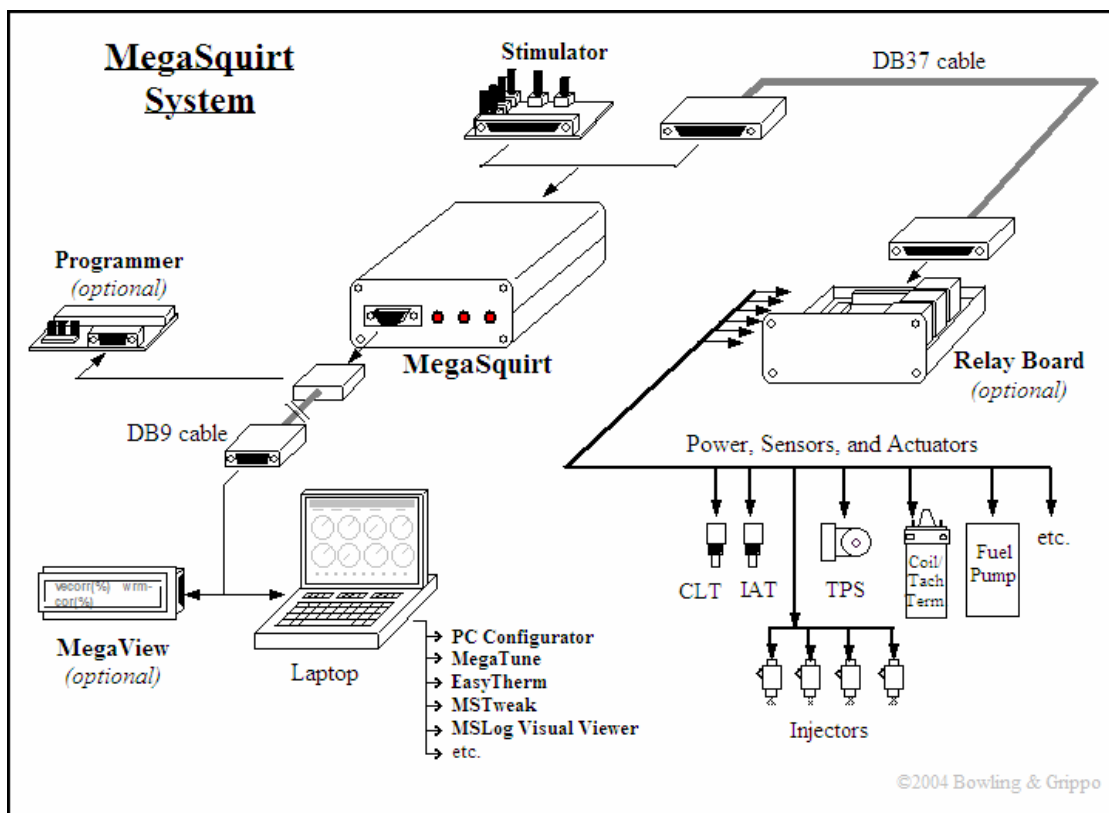 MegaSquirt
System
Stimulator
DB37 cable
Programmer
(optional)
MegaSquirt
Relay Board
(optional)
DB9 cable
Power, Sensors, and Actuators
CLT
IAT
TPS
Coil/
Tach
Term
Fuel
Pump
etc.
vecorr(%) wrm-
cor(%)
MegaView
(optional)
Laptop
PC Configurator
MegaTune
EasyTherm
MSTweak
MSLog Visual Viewer
etc.
Injectors
©2004 Bowling & Grippo